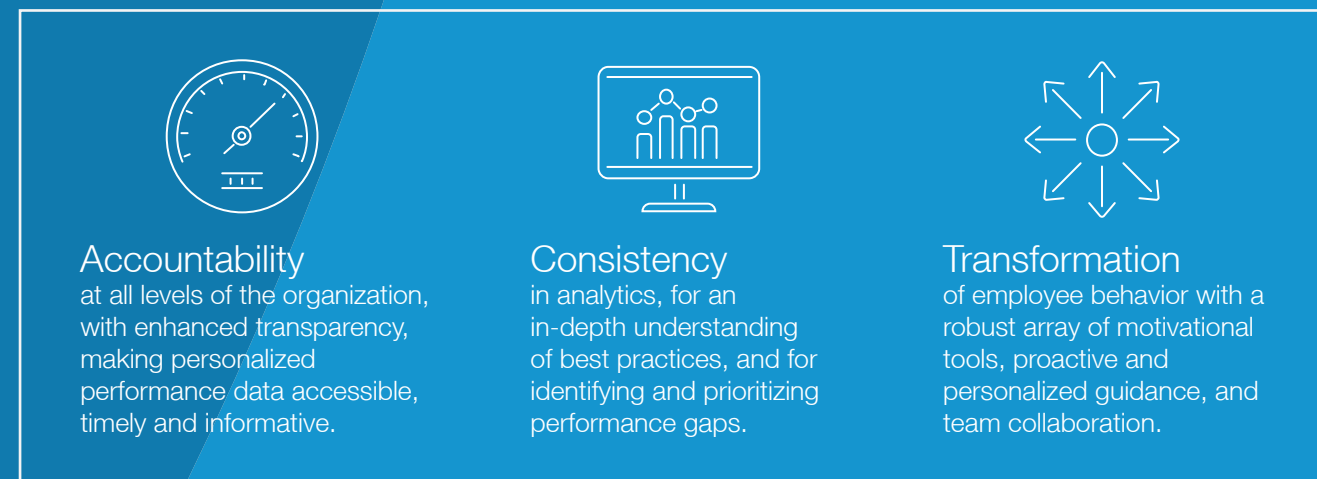 Accountability
at all levels of the organization,
with enhanced transparency,
making personalized
performance data accessible,
timely and informative.
Consistency
in analytics, for an
in-depth understanding
of best practices, and for
identifying and prioritizing
performance gaps.
Transformation
of employee behavior with a
robust array of motivational
tools, proactive and
personalized guidance, and
team collaboration.